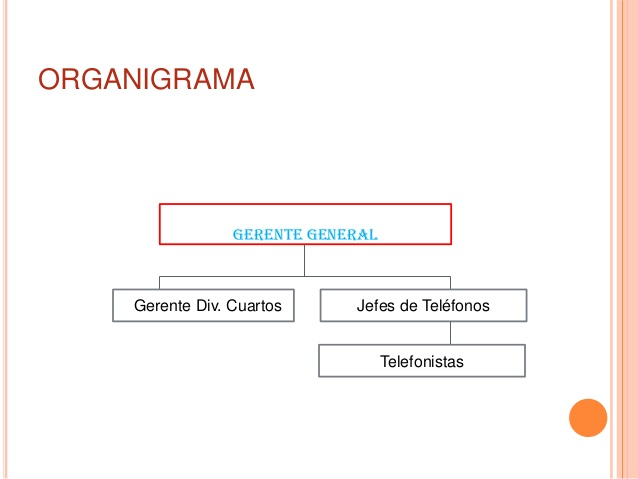 ORGANIGRAMA
GERENTE GENERAL
Gerente Div. Cuartos
Jefes de Teléfonos
Telefonistas